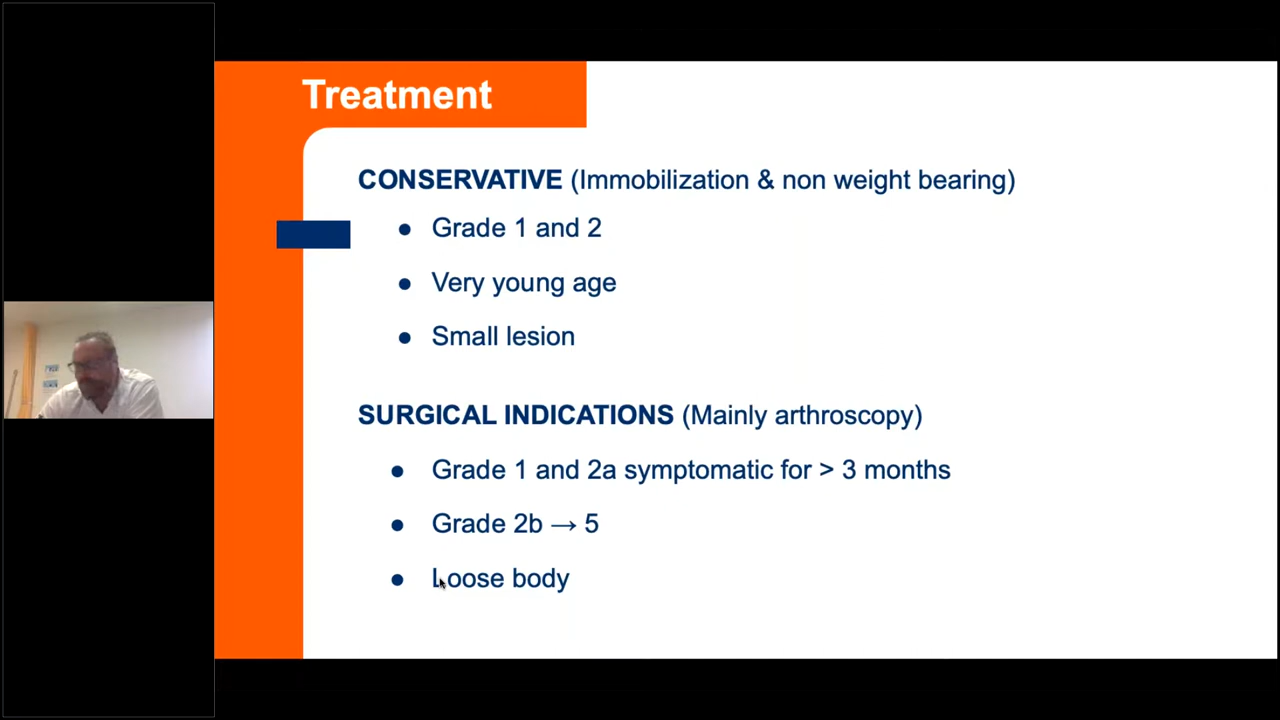 Treatment
CONSERVATIVE (Immobilization & non weight bearing)
● Grade 1 and 2
● Very young age
● Small lesion
SURGICAL INDICATIONS (Mainly arthroscopy)
● Grade 1 and 2a symptomatic for > 3 months
● Grade 2b → 5
● Loose body